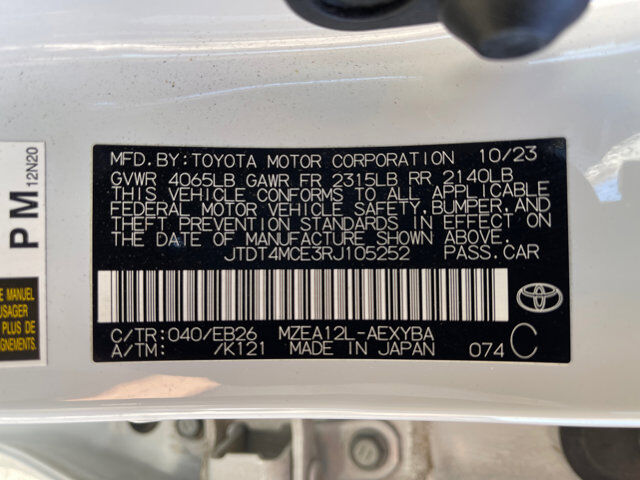 MFD. BY: TOYOTA MOTOR CORPORATION 10/23
GVWR 4065LB GAWR FR 2315LB RR 2140LB
THIS VEHICLE CONFORMS TO ALL APPLICABLE
FEDERAL MOTOR VEHICLE SAFETY, BUMPER, AND
THEFT PREVENTION STANDARDS IN EFFECT ON
THE DATE OF MANUFACTURE SHOWN ABOVE.
JTDT4MCE3RJ105252 PASS. CAR
C/TR: 040/EB26 MZEA12L-AEXYBA
A/TM: /K121 MADE IN JAPAN 074 C
PM 12N20
E MANUEL
USAGER
PLUS DE
GNEMENTS.